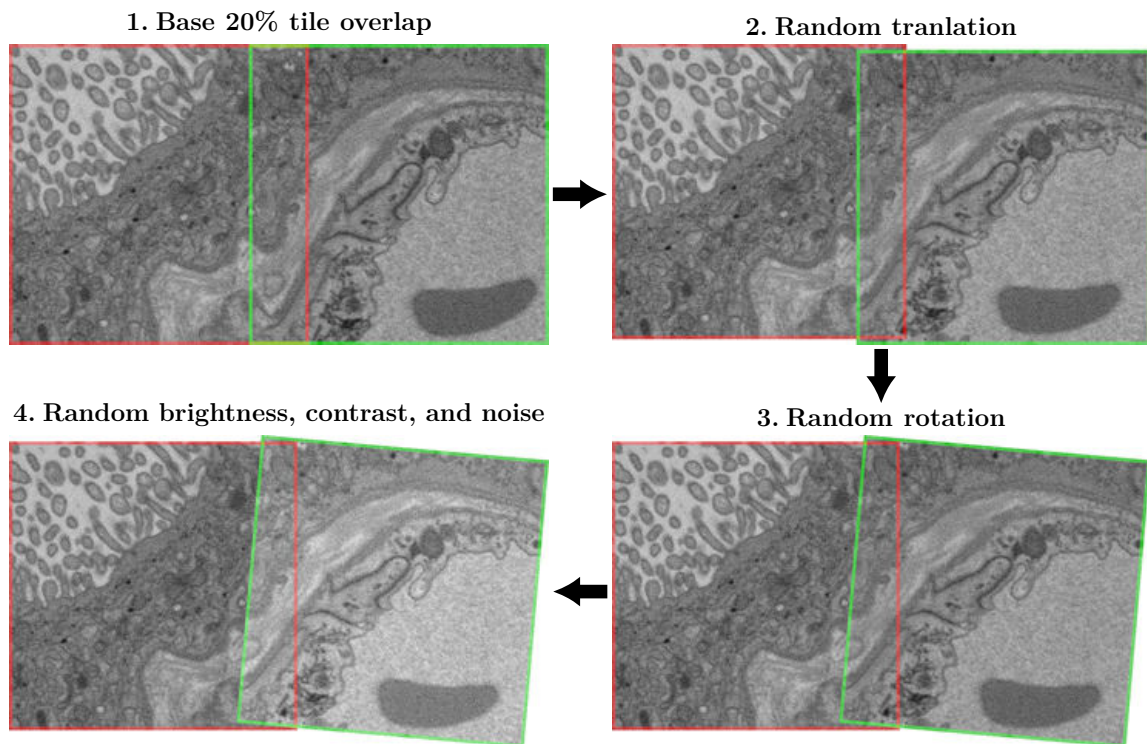 1. Base 20% tile overlap
2. Random tranlation
4. Random brightness, contrast, and noise
3. Random rotation